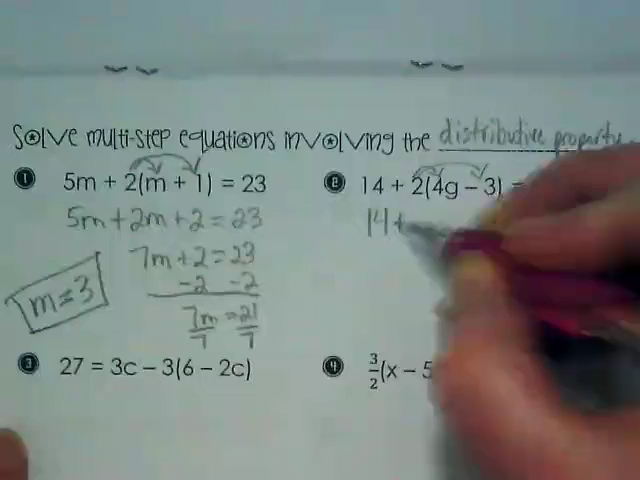 Solve multi-step equations involving the distributive property
1 5m + 2(m + 1) = 23
5m + 2m + 2 = 23
7m + 2 = 23
-2 -2
7m = 21
7 7
m = 3
2 14 + 2(4g – 3) =
14 +
3 27 = 3c – 3(6 – 2c)
4 3/2(x – 5